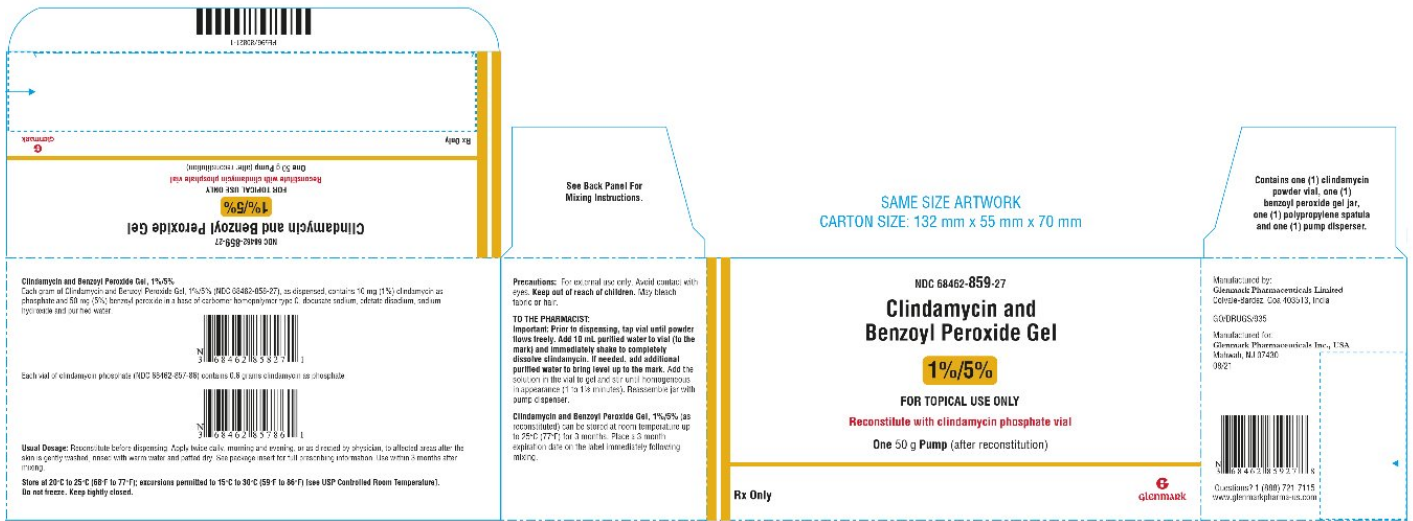 PE/96/80821-1
Rx Only
G
glenmark
NDC 68462-859-27
Clindamycin and Benzoyl Peroxide Gel
1%/5%
FOR TOPICAL USE ONLY
Reconstitute with clindamycin phosphate vial
One 50 g Pump (after reconstitution)
Clindamycin and Benzoyl Peroxide Gel, 1%/5%
Each gram of Clindamycin and Benzoyl Peroxide Gel, 1%/5% (NDC 68462-858-27), as dispensed, contains 10 mg (1%) clindamycin as
phosphate and 50 mg (5%) benzoyl peroxide in a base of carbomer homopolymer type C, docusate sodium, edetate disodium, sodium
hydroxide and purified water.
N
3 68462 85827 1
Each vial of clindamycin phosphate (NDC 68462-857-86) contains 0.6 grams clindamycin as phosphate
N
3 68462 85786 1
Usual Dosage: Reconstitute before dispensing. Apply twice daily, morning and evening, or as directed by physician, to affected areas after the
skin is gently washed, rinsed with warm water and patted dry. See package insert for full prescribing information. Use within 3 months after
mixing.
Store at 20°C to 25°C (68°F to 77°F); excursions permitted to 15°C to 30°C (59°F to 86°F) [see USP Controlled Room Temperature].
Do not freeze. Keep tightly closed.
See Back Panel For
Mixing Instructions.
Precautions: For external use only. Avoid contact with
eyes. Keep out of reach of children. May bleach
fabric or hair.
TO THE PHARMACIST:
Important: Prior to dispensing, tap vial until powder
flows freely. Add 10 mL purified water to vial (to the
mark) and immediately shake to completely
dissolve clindamycin. If needed, add additional
purified water to bring level up to the mark. Add the
solution in the vial to gel and stir until homogenous
in appearance (1 to 1½ minutes). Reassemble jar with
pump dispenser.
Clindamycin and Benzoyl Peroxide Gel, 1%/5% (as
reconstituted) can be stored at room temperature up
to 25°C (77°F) for 3 months. Place a 3 month
expiration date on the label immediately following
mixing.
SAME SIZE ARTWORK
CARTON SIZE: 132 mm x 55 mm x 70 mm
NDC 68462-859-27
Clindamycin and
Benzoyl Peroxide Gel
1%/5%
FOR TOPICAL USE ONLY
Reconstitute with clindamycin phosphate vial
One 50 g Pump (after reconstitution)
Rx Only
G
glenmark
Contains one (1) clindamycin
powder vial, one (1)
benzoyl peroxide gel jar,
one (1) polypropylene spatula
and one (1) pump disperser.
Manufactured by:
Glenmark Pharmaceuticals Limited
Colvale-Bardez, Goa 403513, India
GO/DRUGS/635
Manufactured for:
Glenmark Pharmaceuticals Inc., USA
Mahwah, NJ 07430
08/21
N
3 68462 85927 8
Questions? 1 (888) 721 7115
www.glenmarkpharma-us.com